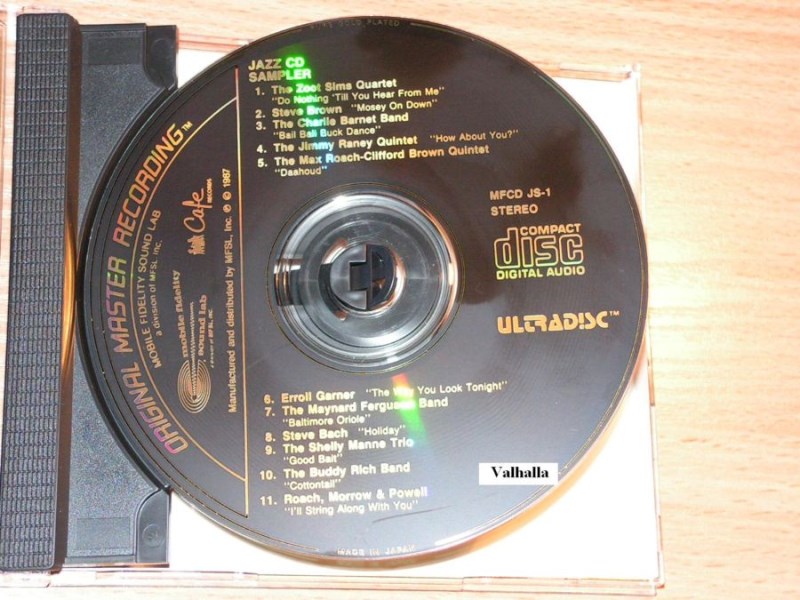 GOLD PLATED
JAZZ CD
SAMPLER
1. The Zoot Sims Quartet
"Do Nothing 'Till You Hear From Me"
2. Steve Brown "Mosey On Down"
3. The Charlie Barnet Band
"Bali Bali Buck Dance"
4. The Jimmy Raney Quintet "How About You?"
5. The Max Roach-Clifford Brown Quintet
"Daahoud"
MFCD JS-1
STEREO
COMPACT
disc
DIGITAL AUDIO
ULTRADISC™
ORIGINAL MASTER RECORDING™
MOBILE FIDELITY SOUND LAB
a division of MFSL, Inc.
mobile fidelity
sound lab
Cafe
RECORDS
Manufactured and distributed by MFSL, Inc. ℗ © 1987
6. Erroll Garner "The Way You Look Tonight"
7. The Maynard Ferguson Band
"Baltimore Oriole"
8. Steve Bach "Holiday"
9. The Shelly Manne Trio
"Good Bait"
10. The Buddy Rich Band
"Cottontail"
11. Roach, Morrow & Powell
"I'll String Along With You"
Valhalla
MADE IN JAPAN